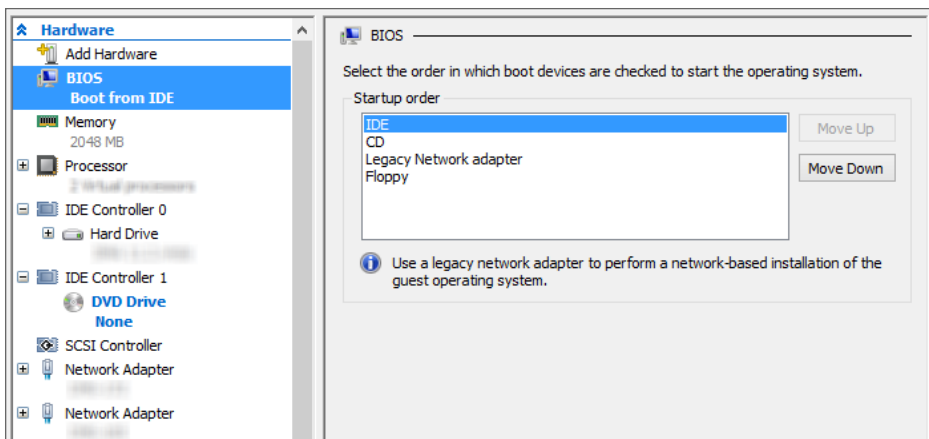 Hardware
Add Hardware
BIOS
Boot from IDE
Memory
2048 MB
Processor
2 Virtual processors
IDE Controller 0
Hard Drive
IDE Controller 1
DVD Drive
None
SCSI Controller
Network Adapter
Network Adapter
BIOS
Select the order in which boot devices are checked to start the operating system.
Startup order
IDE
CD
Legacy Network adapter
Floppy
Move Up
Move Down
Use a legacy network adapter to perform a network-based installation of the
guest operating system.